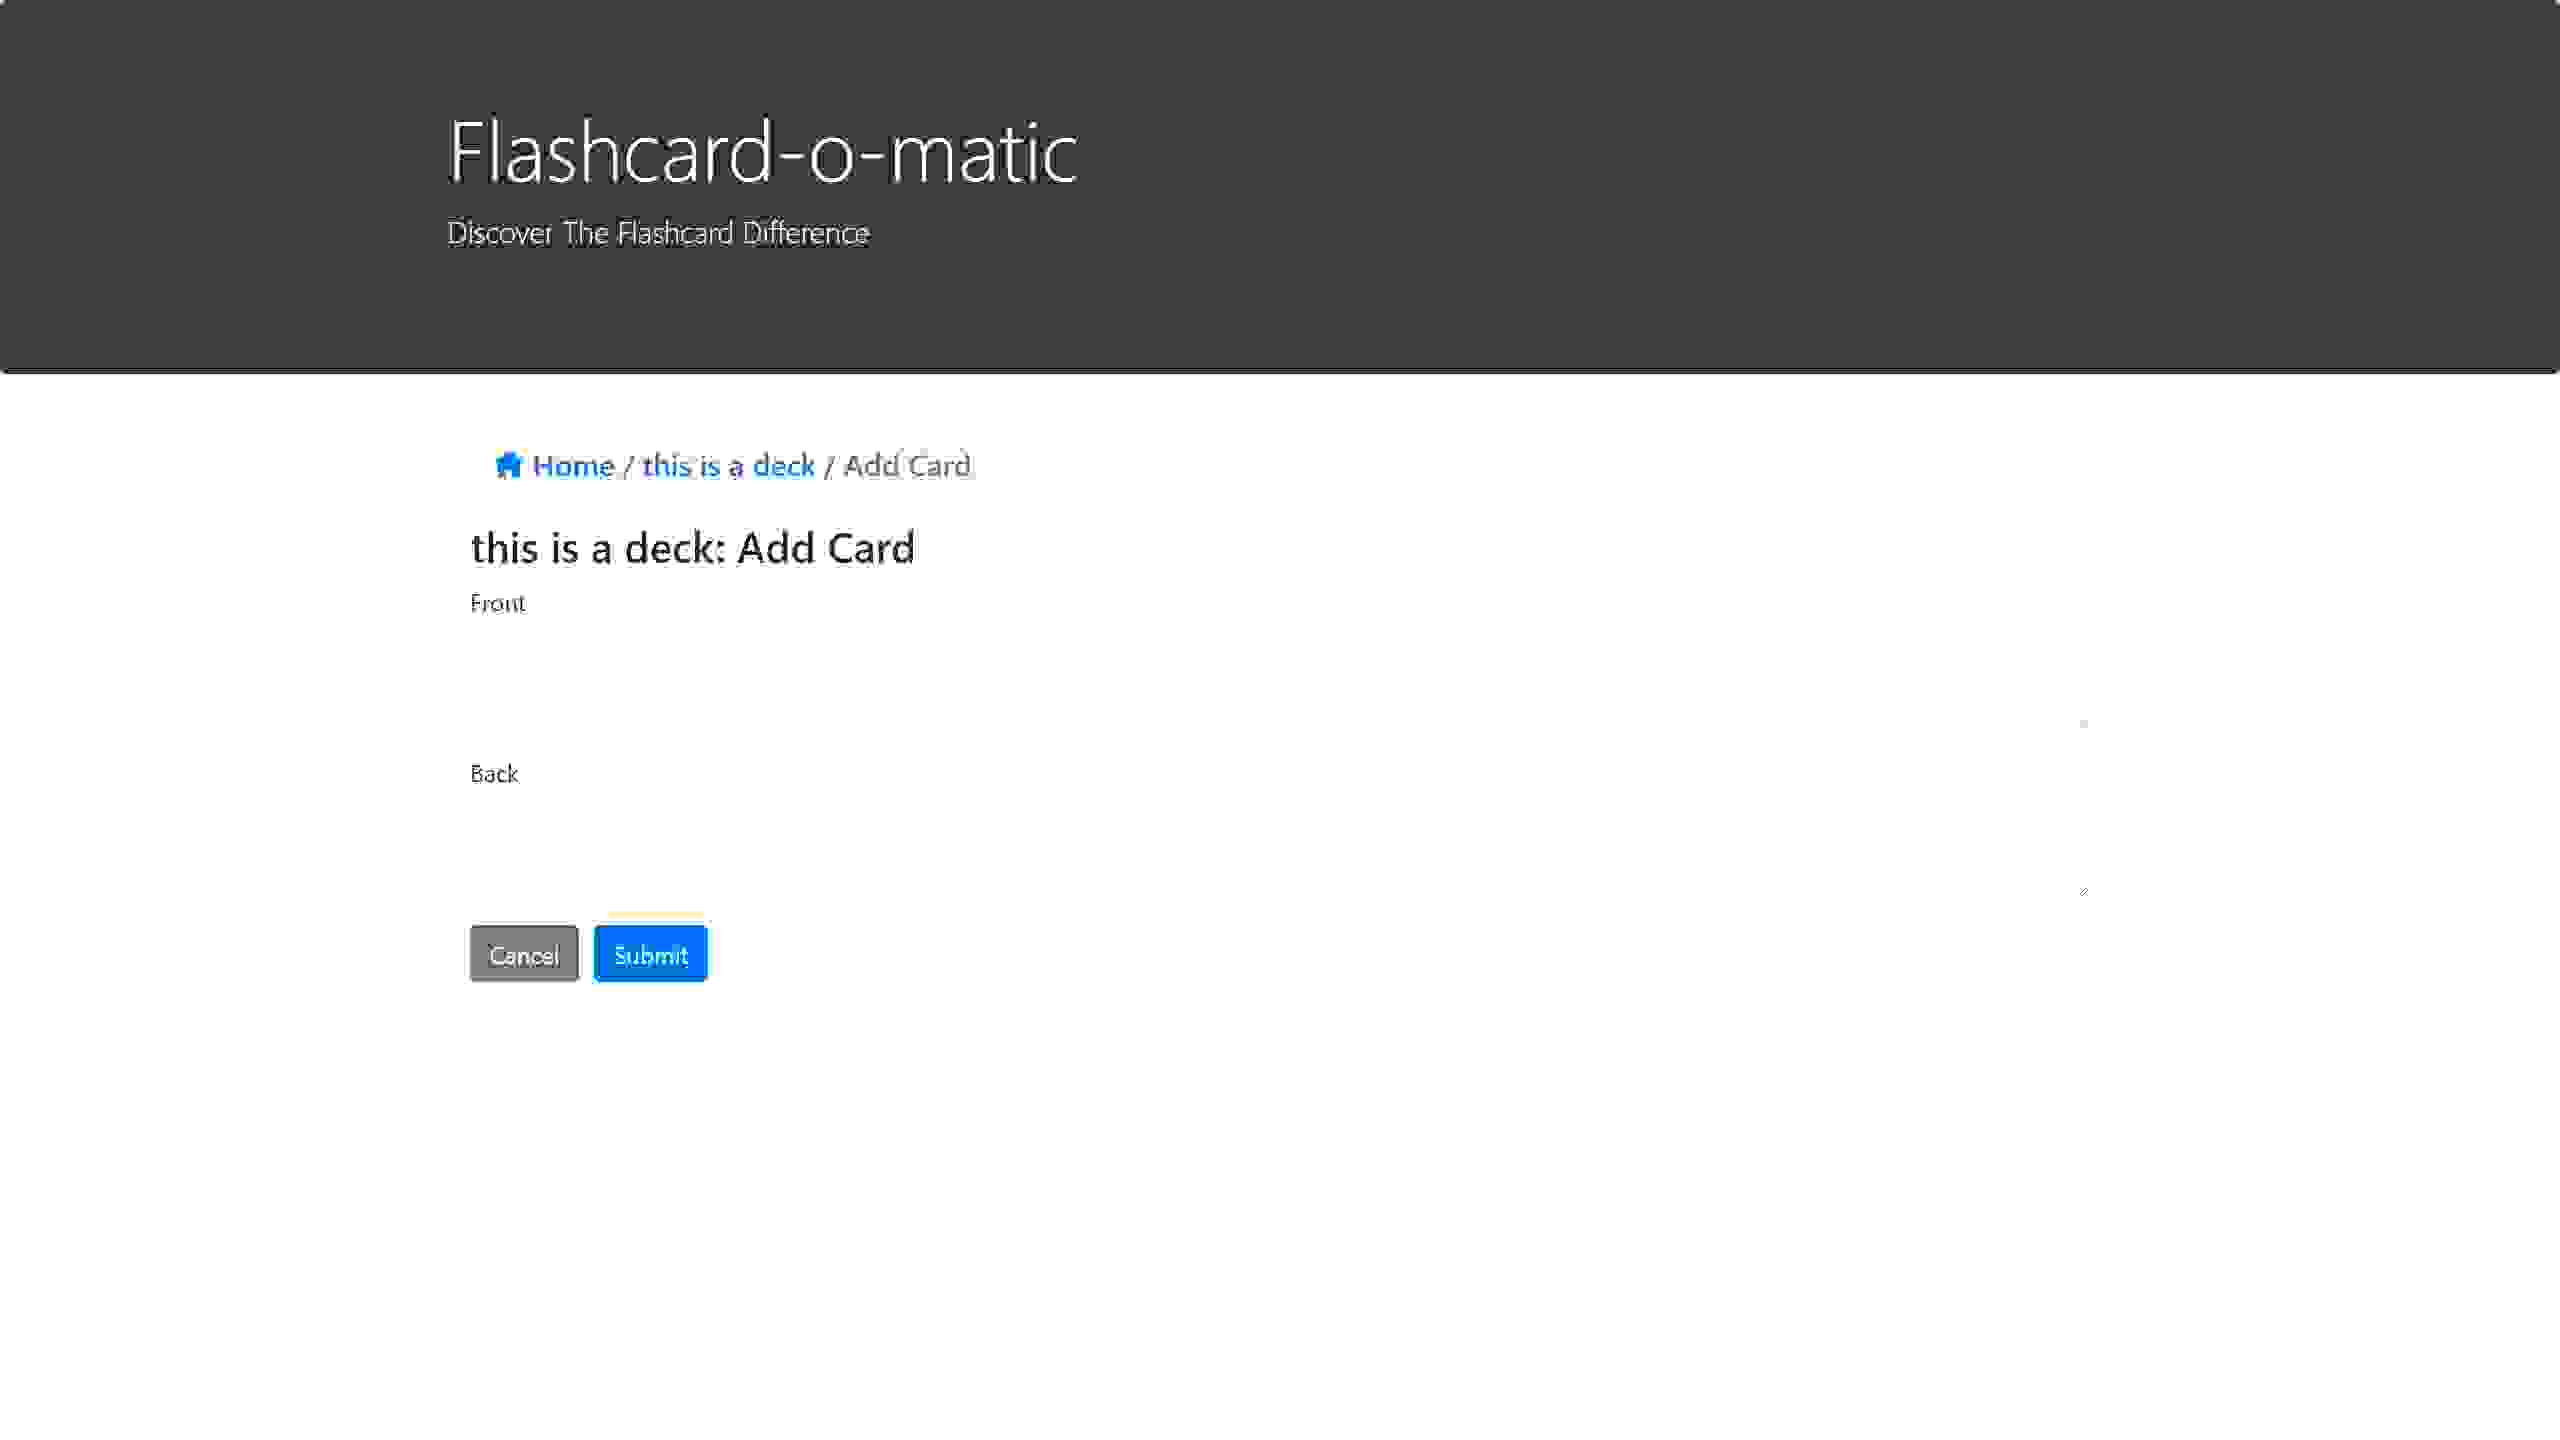 Flashcard-o-matic
Discover The Flashcard Difference
Home / this is a deck / Add Card
this is a deck: Add Card
Front
Back
Cancel Submit